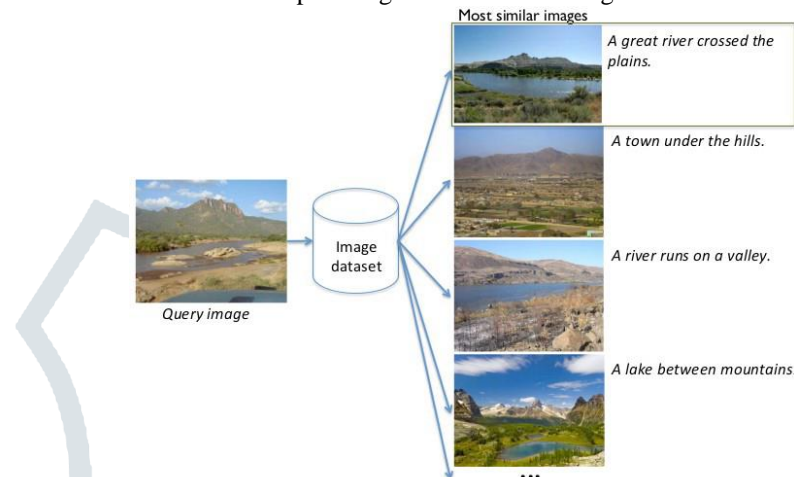 Most similar images
A great river crossed the
plains.
A town under the hills.
Image
dataset
A river runs on a valley.
Query image
A lake between mountains.
...